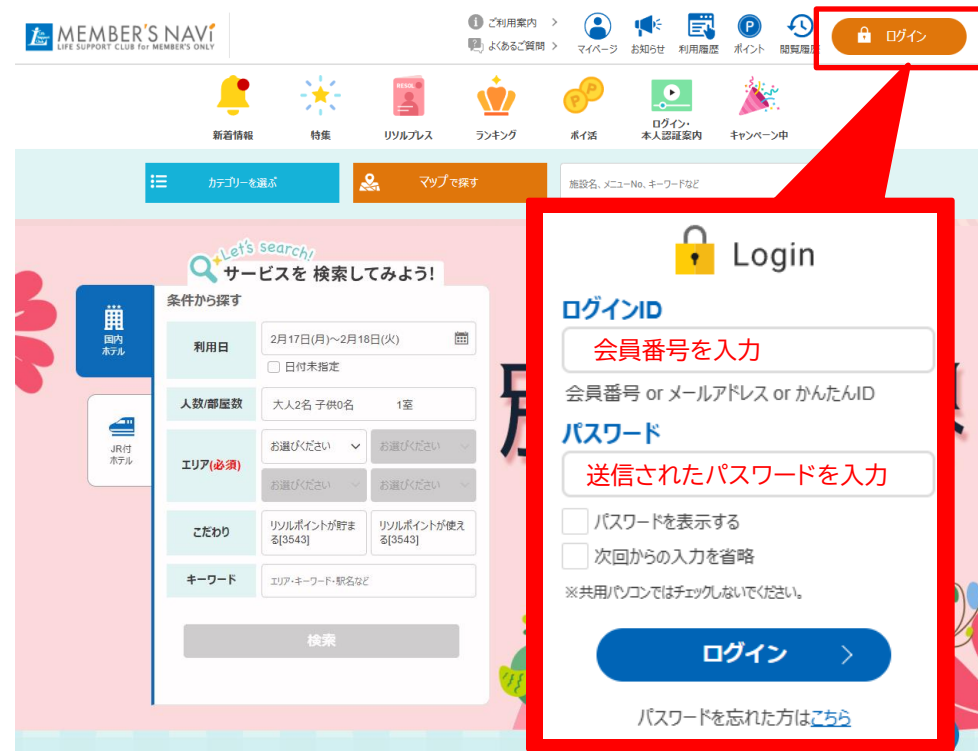 MEMBER'S NAVi
LIFE SUPPORT CLUB for MEMBER'S ONLY
ご利用案内
よくあるご質問
マイページ
お知らせ
利用履歴
ポイント
閲覧履
ログイン
新着情報
特集
RESOL
リソルプレス
ランキング
ポイ活
ログイン・
本人認証案内
キャンペーン中
カテゴリーを選ぶ
マップで探す
施設名、メニューNo、キーワードなど
Let's search!
サービスを 検索してみよう!
国内
ホテル
JR付
ホテル
条件から探す
利用日
2月17日(月)～2月18日(火)
日付未指定
人数/部屋数
大人2名 子供0名 1室
エリア(必須)
お選びください お選びください
お選びください お選びください
こだわり
リソルポイントが貯ま
る[3543]
リソルポイントが使え
る[3543]
キーワード
エリア・キーワード・駅名など
検索
Login
ログインID
会員番号を入力
会員番号 or メールアドレス or かんたんID
パスワード
送信されたパスワードを入力
パスワードを表示する
次回からの入力を省略
※共用パソコンではチェックしないでください。
ログイン
パスワードを忘れた方はこちら